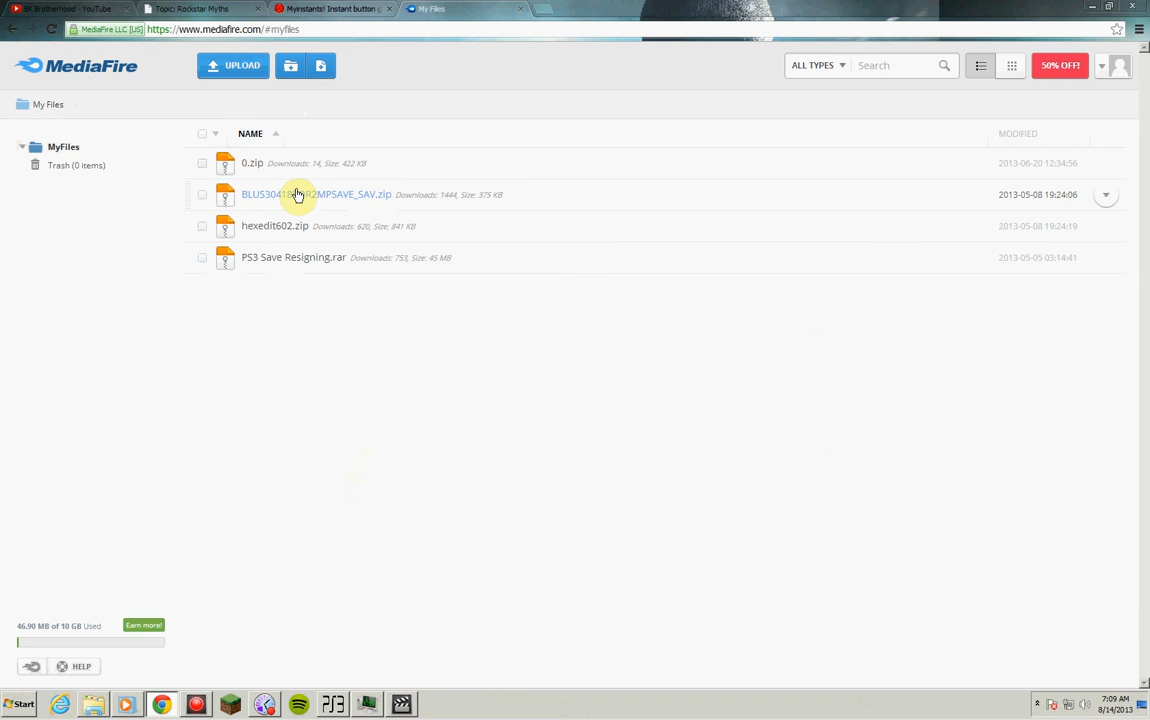 BK Brotherhood - YouTube
Topic: Rockstar Myths
Myinstants! Instant button
My Files
MediaFire LLC [US]
https://www.mediafire.com/#myfiles
MediaFire
UPLOAD
ALL TYPES
Search
50% OFF!
My Files
NAME
MODIFIED
MyFiles
Trash (0 items)
0.zip Downloads: 14, Size: 422 KB
2013-06-20 12:34:56
Downloads: 1444, Size: 375 KB
2013-05-08 19:24:06
hexedit602.zip Downloads: 620, Size: 841 KB
2013-05-08 19:24:19
PS3 Save Resigning.rar Downloads: 753, Size: 45 MB
2013-05-05 03:14:41
46.90 MB of 10 GB Used
Earn more!
HELP
Start
PS3
7:09 AM
8/14/2013